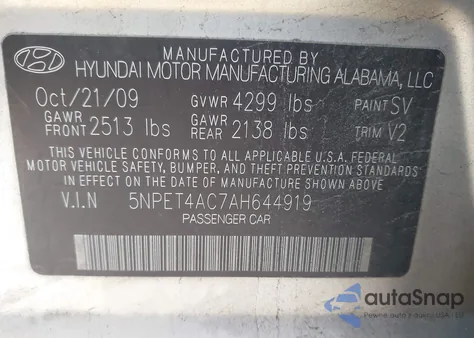 MANUFACTURED BY
HYUNDAI MOTOR MANUFACTURING ALABAMA, LLC
Oct/21/09 GVWR 4299 lbs PAINT SV
GAWR FRONT 2513 lbs GAWR REAR 2138 lbs TRIM V2
THIS VEHICLE CONFORMS TO ALL APPLICABLE U.S.A. FEDERAL
MOTOR VEHICLE SAFETY, BUMPER, AND THEFT PREVENTION
STANDARDS IN EFFECT ON THE DATE OF MANUFACTURE SHOWN ABOVE.
V.I.N 5NPET4AC7AH644919
PASSENGER CAR
autaSnap